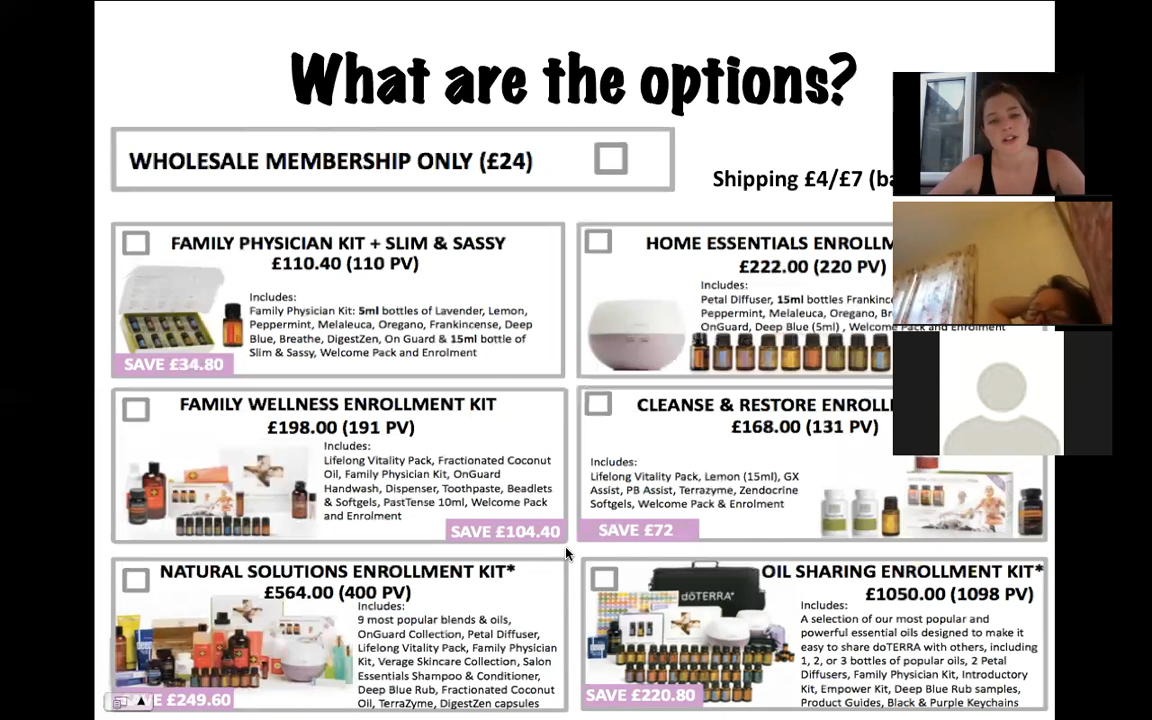 What are the options?
WHOLESALE MEMBERSHIP ONLY (£24)
Shipping £4/£7
FAMILY PHYSICIAN KIT + SLIM & SASSY
£110.40 (110 PV)
Includes:
Family Physician Kit: 5ml bottles of Lavender, Lemon,
Peppermint, Melaleuca, Oregano, Frankincense, Deep
Blue, Breathe, DigestZen, On Guard & 15ml bottle of
Slim & Sassy, Welcome Pack and Enrolment
SAVE £34.80
HOME ESSENTIALS
£222.00 (220 PV)
Includes:
Petal Diffuser, 15ml bottles
Peppermint, Melaleuca, Oregano,
OnGuard, Deep Blue (5ml) , Welcome Pack and Enrolment
FAMILY WELLNESS ENROLLMENT KIT
£198.00 (191 PV)
Includes:
Lifelong Vitality Pack, Fractionated Coconut
Oil, Family Physician Kit, OnGuard
Handwash, Dispenser, Toothpaste, Beadlets
& Softgels, PastTense 10ml, Welcome Pack
and Enrolment
SAVE £104.40
CLEANSE & RESTORE
£168.00 (131 PV)
Includes:
Lifelong Vitality Pack, Lemon (15ml), GX
Assist, PB Assist, Terrazyme, Zendocrine
Softgels, Welcome Pack & Enrolment
SAVE £72
NATURAL SOLUTIONS ENROLLMENT KIT*
£564.00 (400 PV)
Includes:
9 most popular blends & oils,
OnGuard Collection, Petal Diffuser,
Lifelong Vitality Pack, Family Physician
Kit, Verage Skincare Collection, Salon
Essentials Shampoo & Conditioner,
Deep Blue Rub, Fractionated Coconut
Oil, TerraZyme, DigestZen capsules
£249.60
OIL SHARING ENROLLMENT KIT*
£1050.00 (1098 PV)
dōTERRA
Includes:
A selection of our most popular and
powerful essential oils designed to make it
easy to share doTERRA with others, including
1, 2, or 3 bottles of popular oils, 2 Petal
Diffusers, Family Physician Kit, Introductory
Kit, Empower Kit, Deep Blue Rub samples,
Product Guides, Black & Purple Keychains
SAVE £220.80